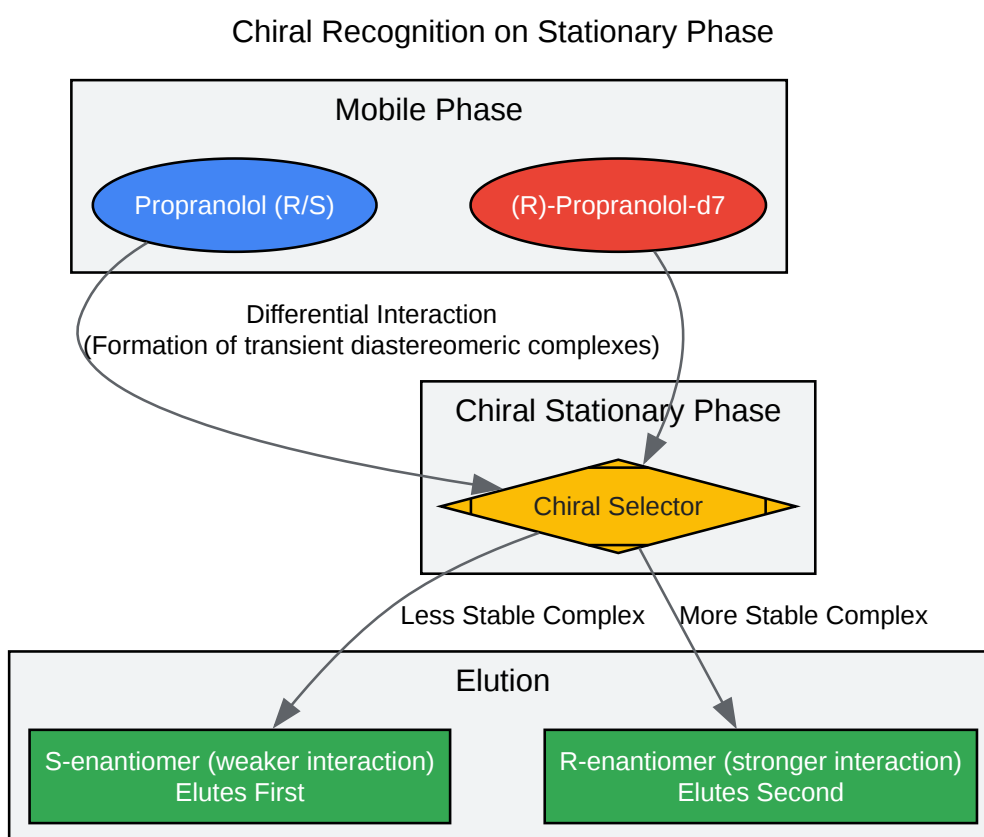 Chiral Recognition on Stationary Phase
Mobile Phase
Propranolol (R/S)
(R)-Propranolol-d7
Differential Interaction
(Formation of transient diastereomeric complexes)
Chiral Stationary Phase
Chiral Selector
Less Stable Complex
More Stable Complex
Elution
S-enantiomer (weaker interaction)
Elutes First
R-enantiomer (stronger interaction)
Elutes Second